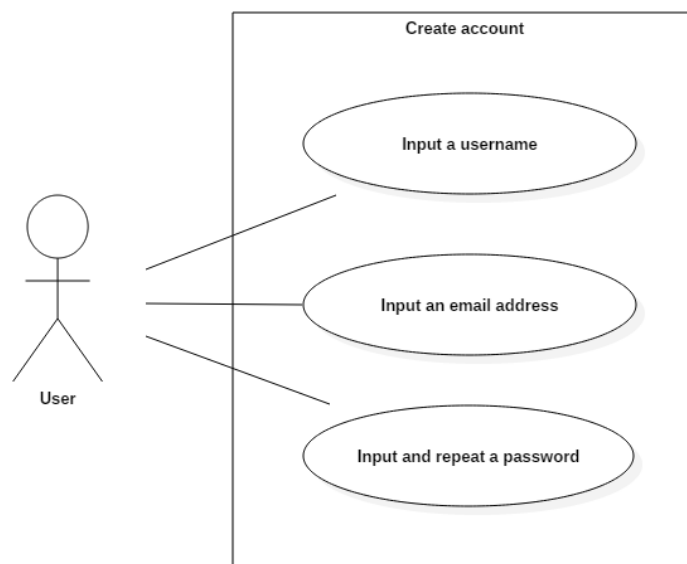 Create account
Input a username
Input an email address
User
Input and repeat a password